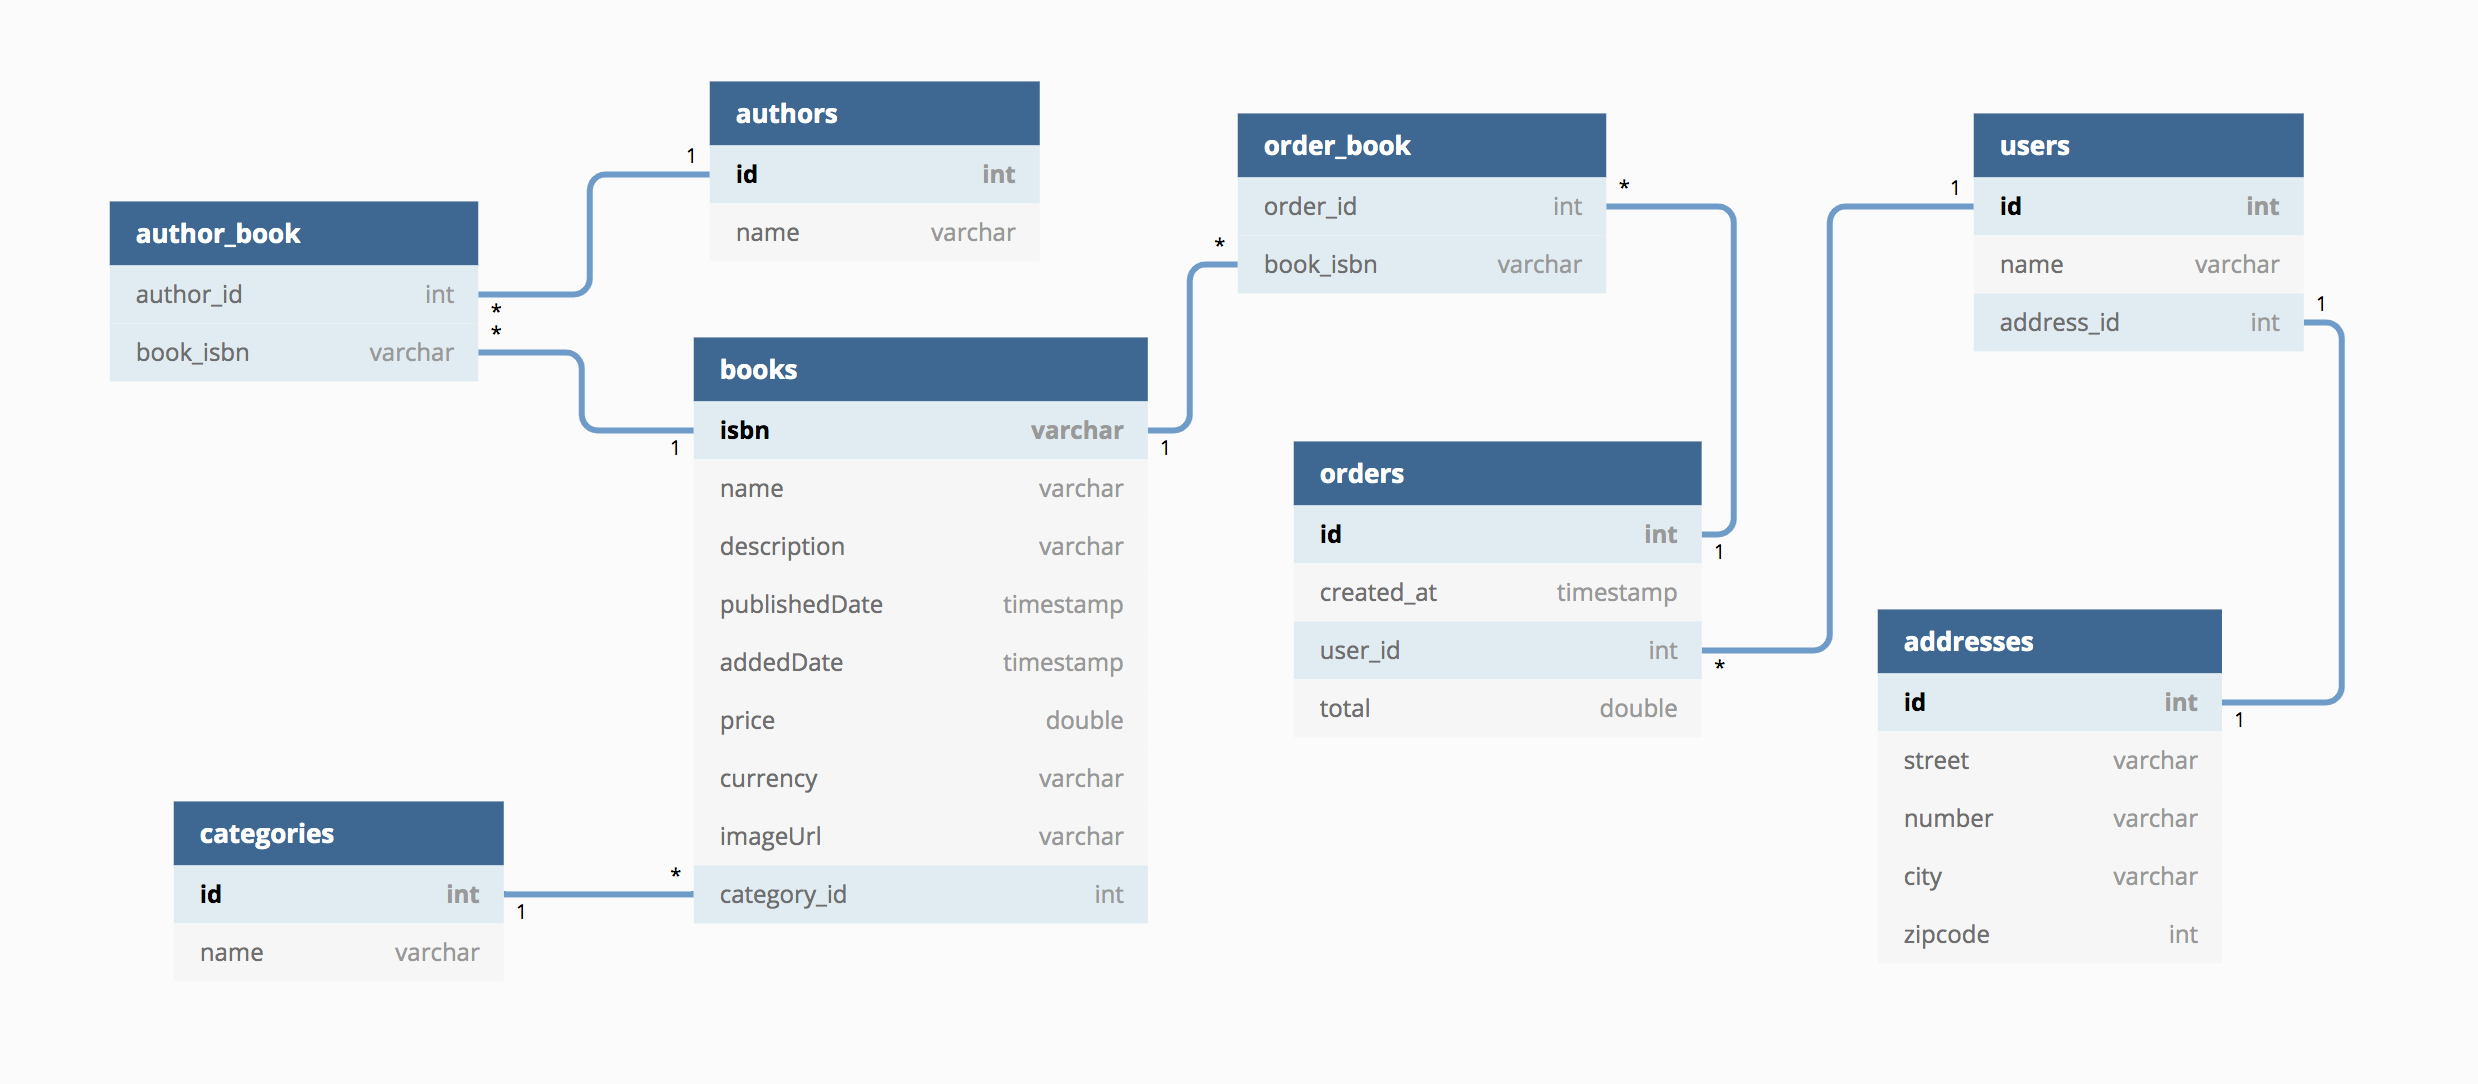 authors
id int
name varchar
1
author_book
author_id int
book_isbn varchar
*
*
books
isbn varchar
name varchar
description varchar
publishedDate timestamp
addedDate timestamp
price double
currency varchar
imageUrl varchar
category_id int
1
1
*
categories
id int
name varchar
1
order_book
order_id int
book_isbn varchar
*
*
orders
id int
created_at timestamp
user_id int
total double
1
*
users
id int
name varchar
address_id int
1
1
addresses
id int
street varchar
number varchar
city varchar
zipcode int
1